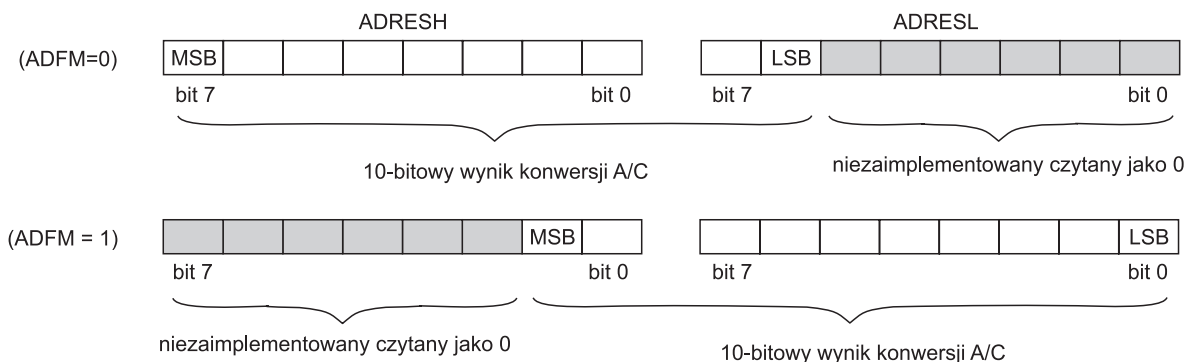 ADRESH ADRESL
(ADFM=0) MSB LSB
bit 7 bit 0 bit 7 bit 0
10-bitowy wynik konwersji A/C niezaimplementowany czytany jako 0
(ADFM = 1) MSB LSB
bit 7 bit 0 bit 7 bit 0
niezaimplementowany czytany jako 0 10-bitowy wynik konwersji A/C